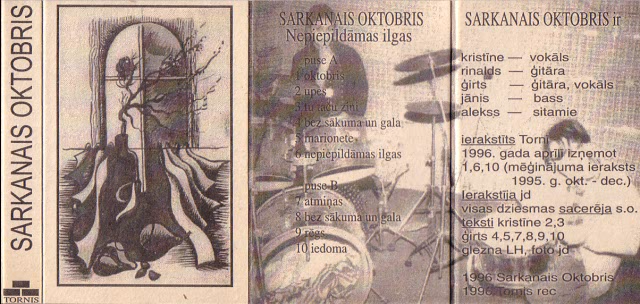 SARKANAIS OKTOBRIS
TORNIS
SARKANAIS OKTOBRIS
Nepiepildāmas ilgas
puse A
1 oktobris
2 upes
3 tu taču zini
4 bez sākuma un gala
5 marionete
6 nepiepildāmas ilgas
puse B
7 atmiņas
8 bez sākuma un gala
9 rēgs
10 iedoma
SARKANAIS OKTOBRIS ir
kristīne — vokāls
rinalds — ģitāra
ģirts — ģitāra, vokāls
jānis — bass
alekss — sitamie
ierakstīts Tornī
1996. gada aprīlī izņemot
1,6,10 (mēģinājuma ieraksts
1995. g. okt. - dec.)
Ierakstīja jd
visas dziesmas sacerēja s.o.
teksti kristīne 2,3
ģirts 4,5,7,8,9,10
glezna LH, foto jd
1996 Sarkanais Oktobris
1996 Tornis rec